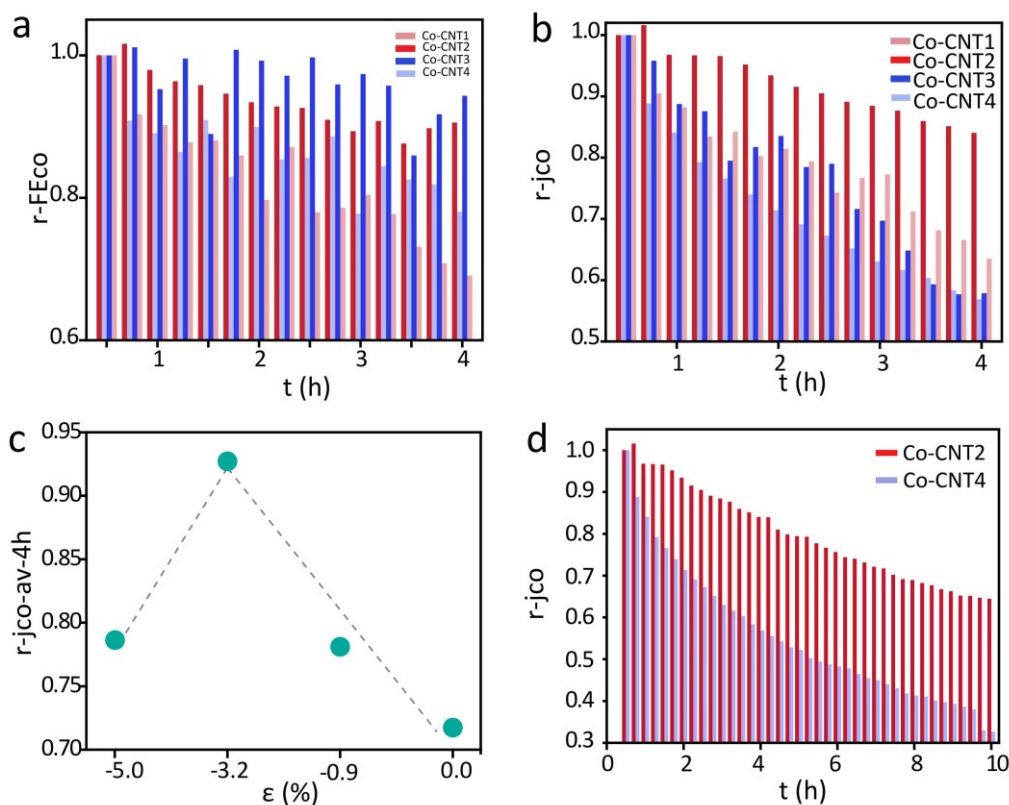 a
r-FEco
1.0
0.8
0.6
1
2
3
4
t (h)
Co-CNT1
Co-CNT2
Co-CNT3
Co-CNT4
b
r-jco
1.0
0.9
0.8
0.7
0.6
0.5
1
2
3
4
t (h)
Co-CNT1
Co-CNT2
Co-CNT3
Co-CNT4
c
r-jco-av-4h
0.95
0.90
0.85
0.80
0.75
0.70
-5.0
-3.2
-0.9
0.0
ε (%)
d
r-jco
1.0
0.9
0.8
0.7
0.6
0.5
0.4
0.3
0
2
4
6
8
10
t (h)
Co-CNT2
Co-CNT4